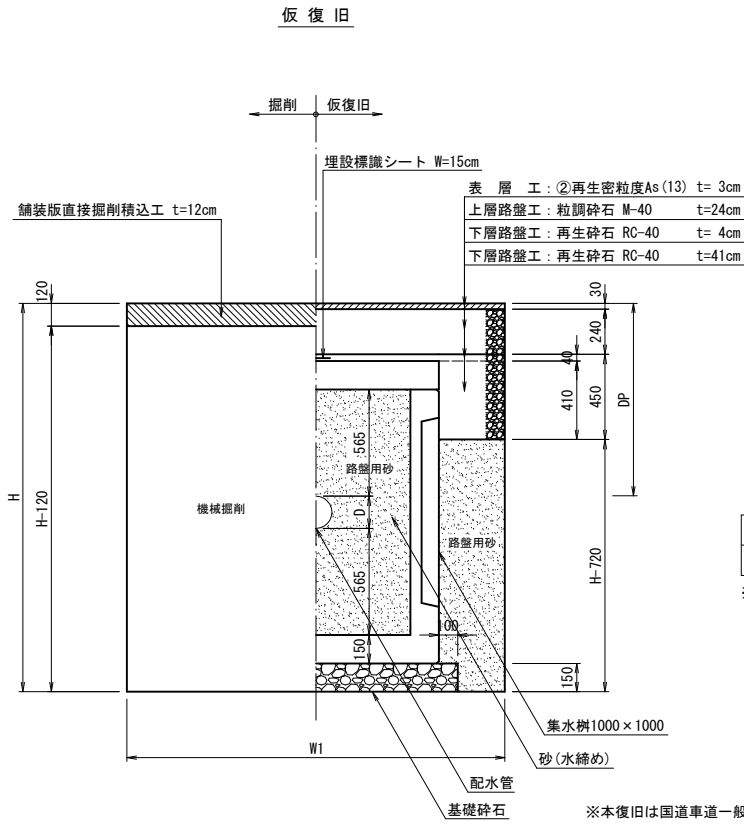 仮 復 旧
掘削 仮復旧
埋設標識シート W=15cm
表 層 工：②再生密粒度As(13) t= 3cm
舗装版直接掘削積込工 t=12cm
上層路盤工：粒調砕石 M-40 t=24cm
下層路盤工：再生砕石 RC-40 t= 4cm
下層路盤工：再生砕石 RC-40 t=41cm
120
30
240
40
410
450
DP
H
H-120
565
路盤用砂
機械掘削
D
路盤用砂
565
H-720
※
100
150
150
集水桝1000×1000
W1
砂(水締め)
配水管
基礎砕石
※本復旧は国道車道一般